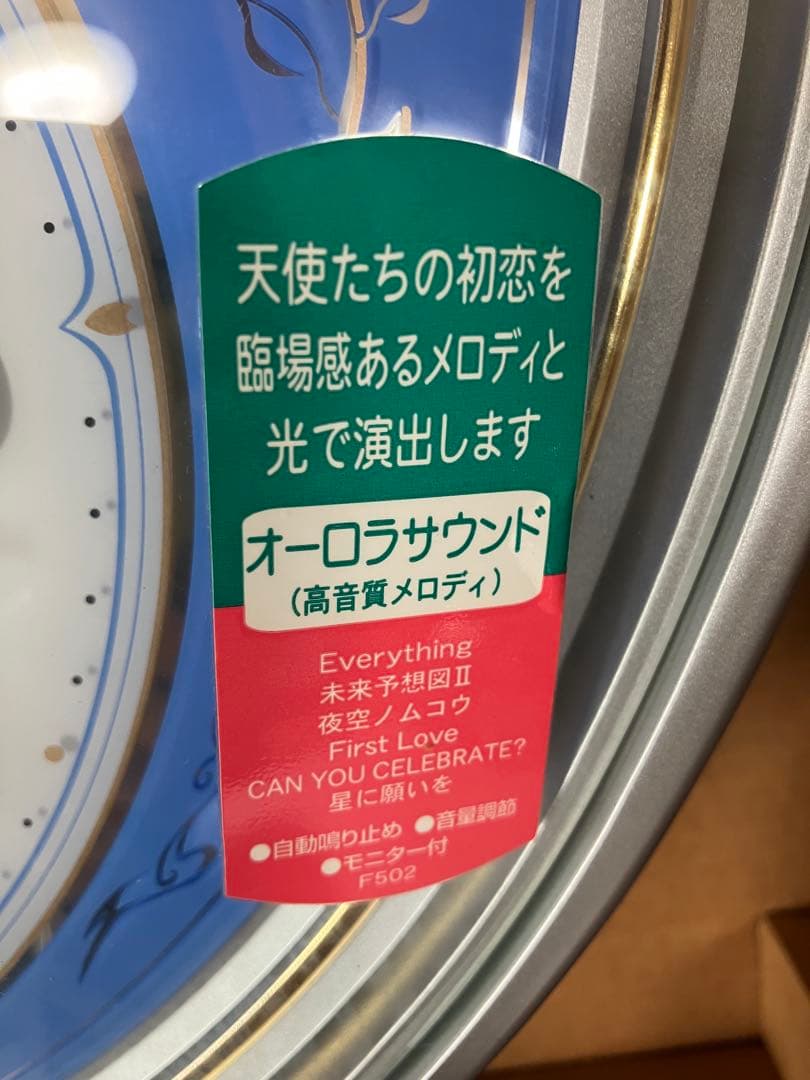 天使たちの初恋を
臨場感あるメロディと
光で演出します
オーロラサウンド
(高音質メロディ)
Everything
未来予想図Ⅱ
夜空ノムコウ
First Love
CAN YOU CELEBRATE?
星に願いを
●自動鳴り止め ●音量調節
●モニター付
F502